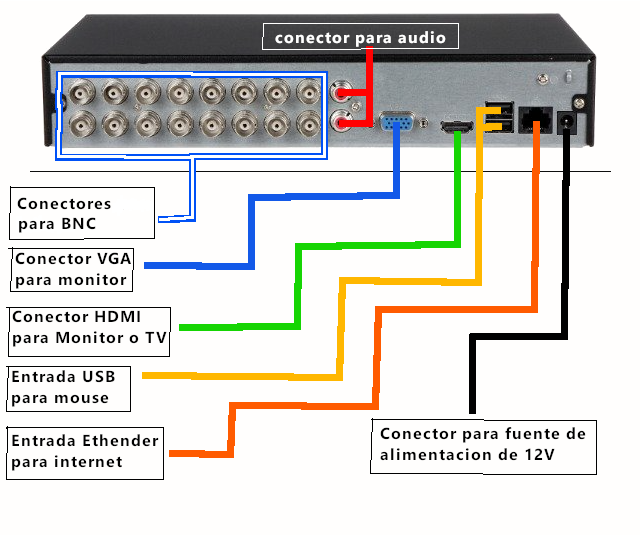 conector para audio
Conectores
para BNC
Conector VGA
para monitor
Conector HDMI
para Monitor o TV
Entrada USB
para mouse
Entrada Ethender
para internet
Conector para fuente de
alimentacion de 12V